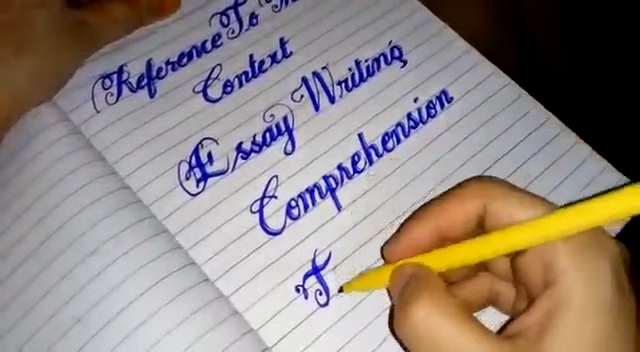 Reference To
Context
Essay Writing
Comprehension
T